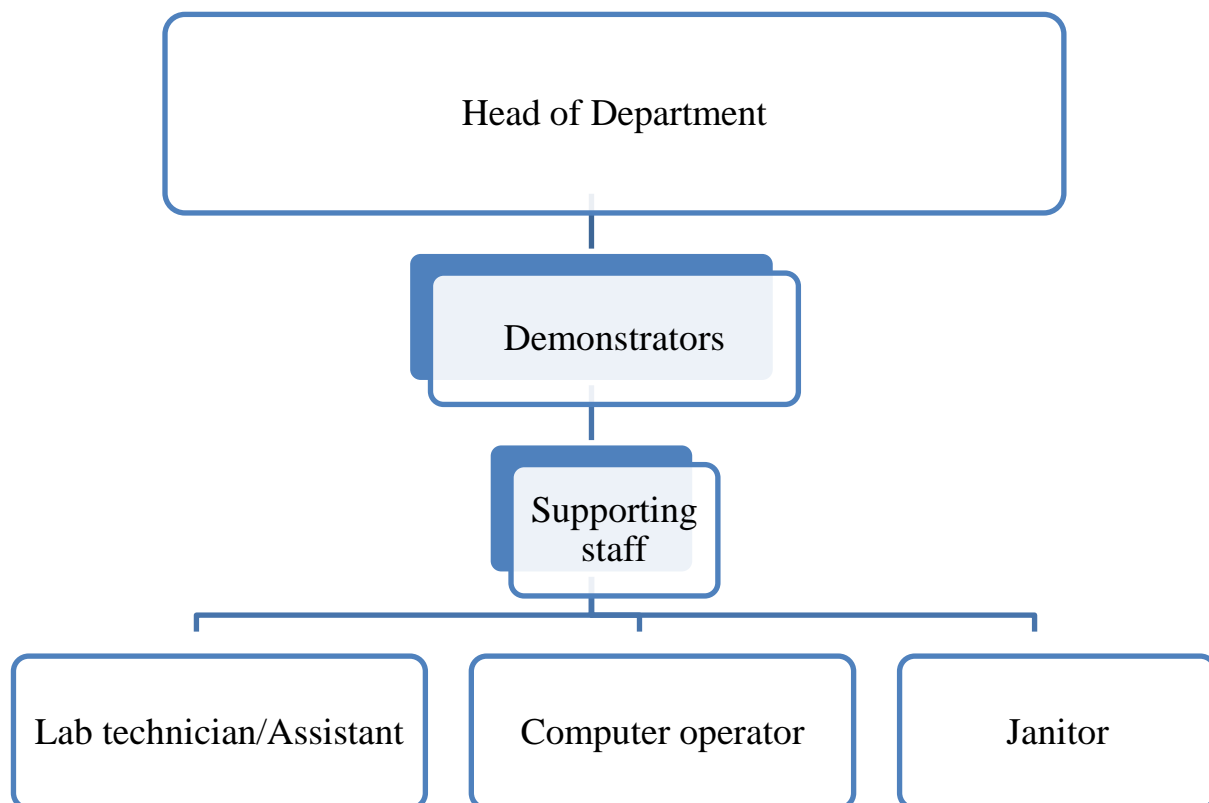 Head of Department
Demonstrators
Supporting
staff
Lab technician/Assistant
Computer operator
Janitor